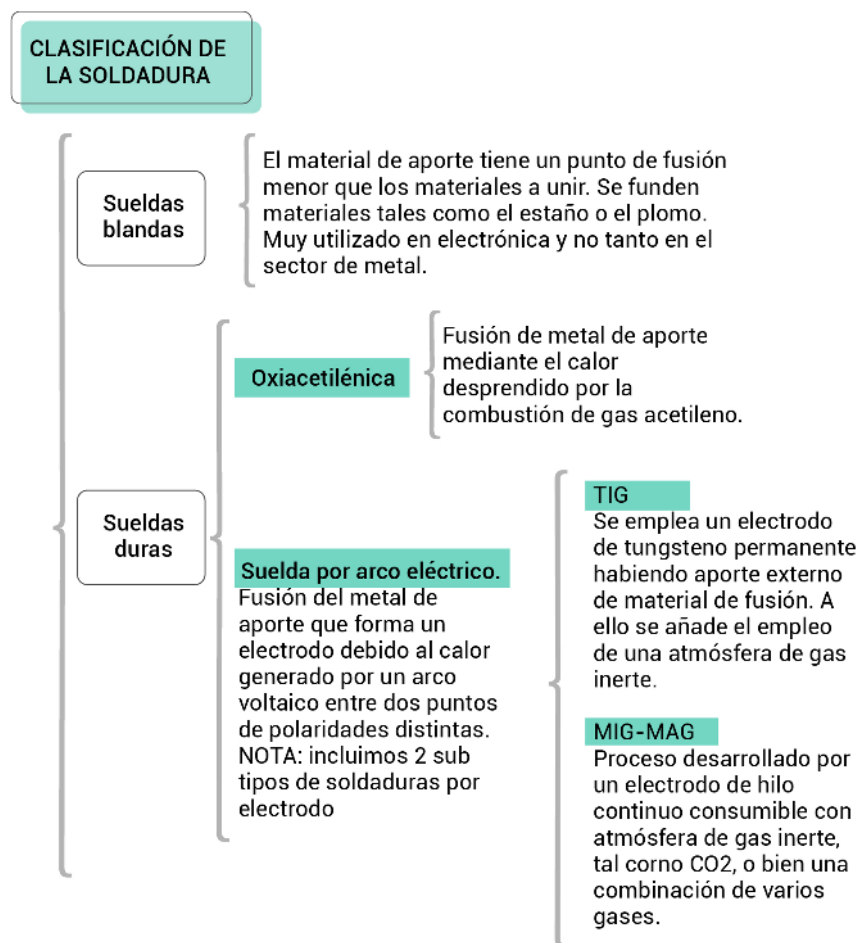 CLASIFICACIÓN DE
LA SOLDADURA
Sueldas
blandas
El material de aporte tiene un punto de fusión
menor que los materiales a unir. Se funden
materiales tales como el estaño o el plomo.
Muy utilizado en electrónica y no tanto en el
sector de metal.
Sueldas
duras
Oxiacetilénica
Fusión de metal de aporte
mediante el calor
desprendido por la
combustión de gas acetileno.
Suelda por arco eléctrico.
Fusión del metal de
aporte que forma un
electrodo debido al calor
generado por un arco
voltaico entre dos puntos
de polaridades distintas.
NOTA: incluimos 2 sub
tipos de soldaduras por
electrodo
TIG
Se emplea un electrodo
de tungsteno permanente
habiendo aporte externo
de material de fusión. A
ello se añade el empleo
de una atmósfera de gas
inerte.
MIG-MAG
Proceso desarrollado por
un electrodo de hilo
continuo consumible con
atmósfera de gas inerte,
tal corno CO2, o bien una
combinación de varios
gases.